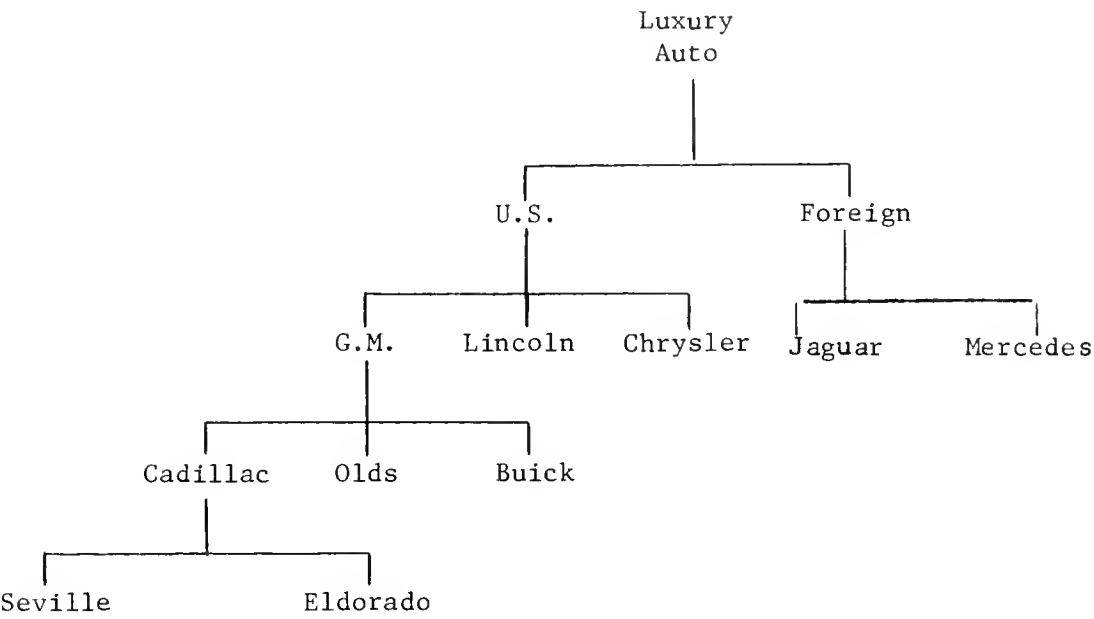 Luxury
Auto
U.S.
Foreign
G.M.
Lincoln
Chrysler
Jaguar
Mercedes
Cadillac
Olds
Buick
Seville
Eldorado